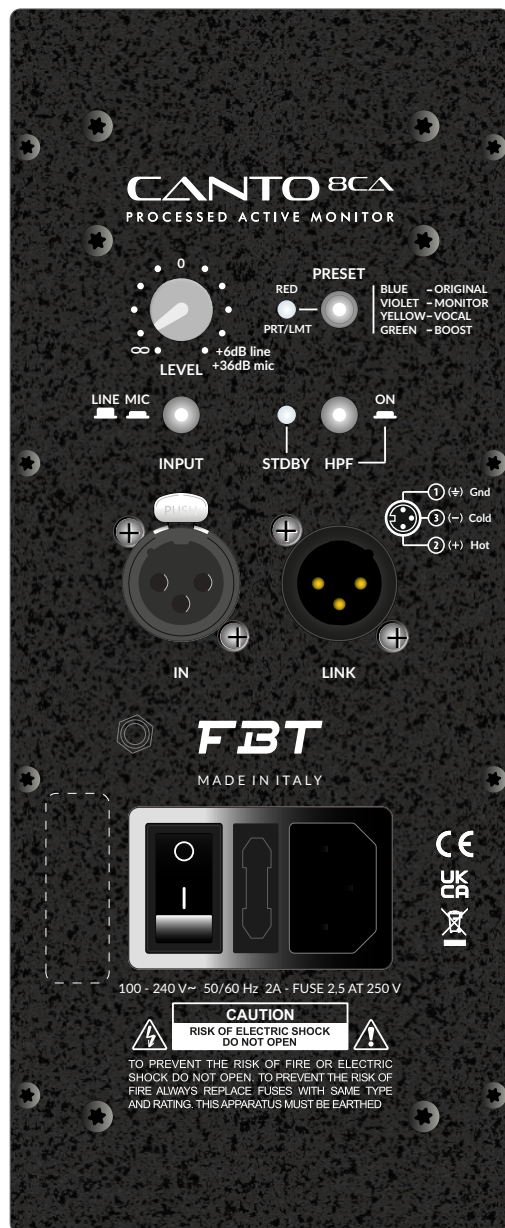 CANTO 8CA
PROCESSED ACTIVE MONITOR
0
PRESET
RED
PRT/LMT
BLUE – ORIGINAL
VIOLET – MONITOR
YELLOW – VOCAL
GREEN – BOOST
∞
+6dB line
+36dB mic
LEVEL
LINE MIC
ON
INPUT
STDBY HPF
PUSH
1 (⏚) Gnd
3 (–) Cold
2 (+) Hot
IN
LINK
FBT
MADE IN ITALY
CE
UK
CA
100 - 240 V~ 50/60 Hz 2A - FUSE 2.5 AT 250 V
CAUTION
RISK OF ELECTRIC SHOCK
DO NOT OPEN
TO PREVENT THE RISK OF FIRE OR ELECTRIC
SHOCK DO NOT OPEN. TO PREVENT THE RISK OF
FIRE ALWAYS REPLACE FUSES WITH SAME TYPE
AND RATING. THIS APPARATUS MUST BE EARTHED